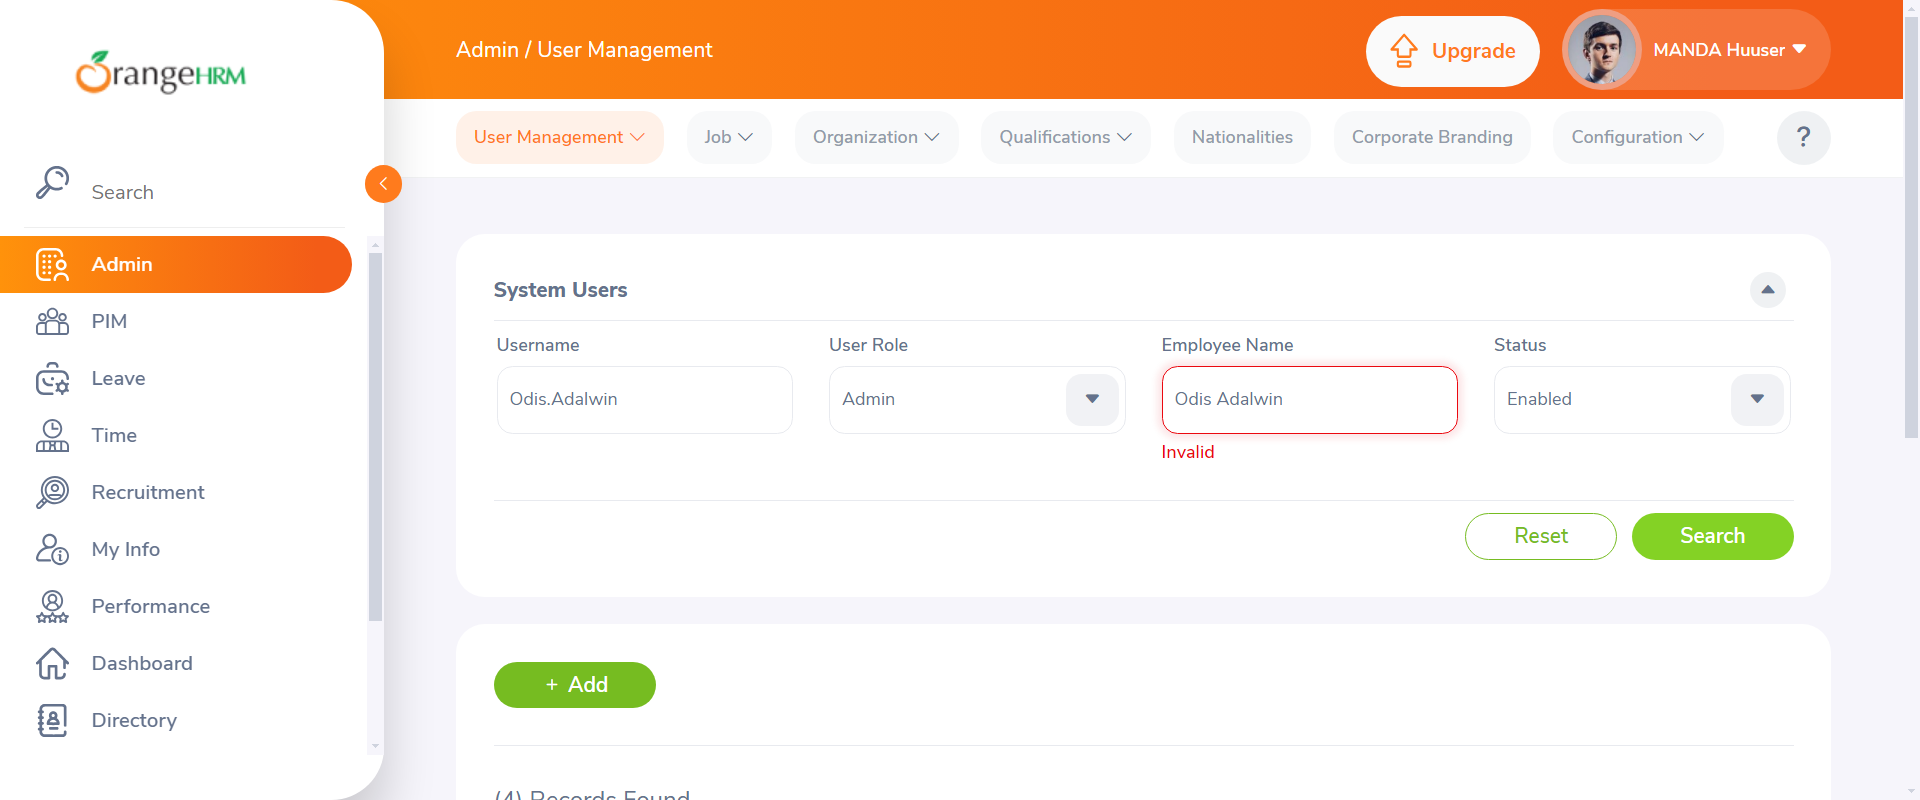 OrangeHRM
Admin / User Management
Upgrade
MANDA Huuser
User Management
Job
Organization
Qualifications
Nationalities
Corporate Branding
Configuration
?
Search
Admin
PIM
Leave
Time
Recruitment
My Info
Performance
Dashboard
Directory
System Users
Username
User Role
Employee Name
Status
Odis.Adalwin
Admin
Odis Adalwin
Enabled
Invalid
Reset
Search
+ Add
(4) Records Found